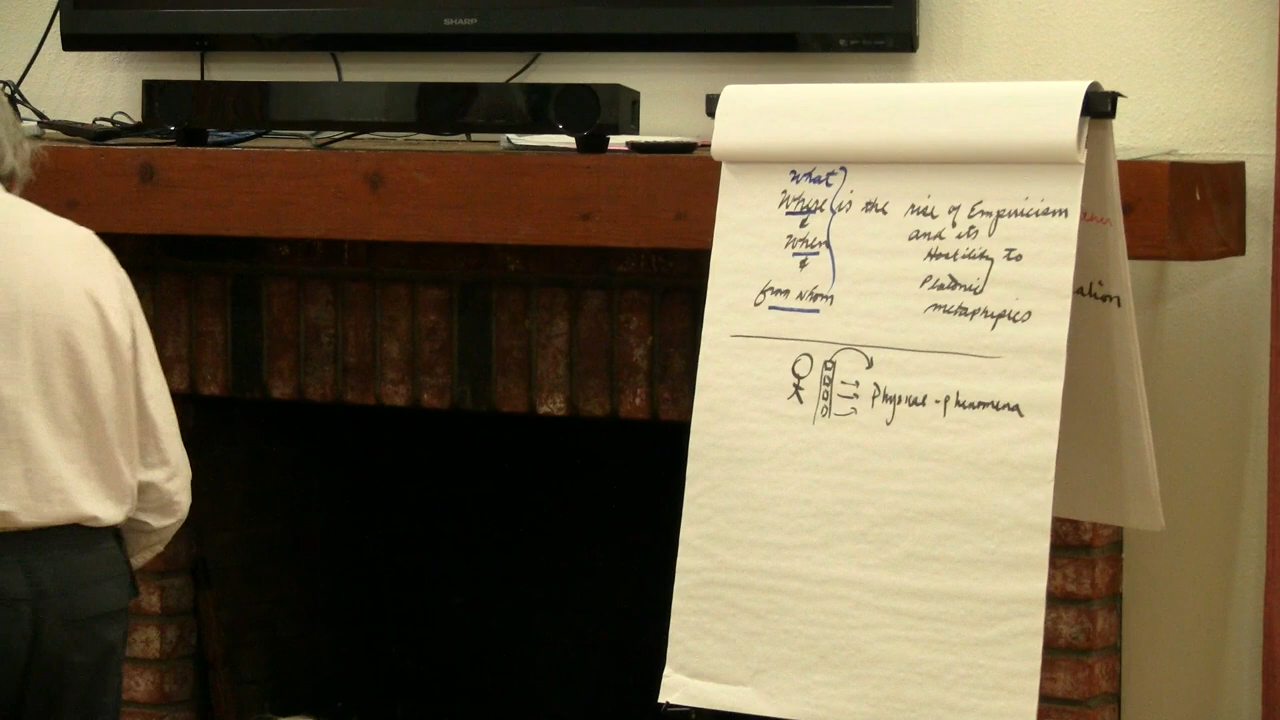 SHARP
What
Where is the rise of Empiricism
&
and its
When
Hostility to
&
Platonic
from whom
metaphysics
Physical-phenomena
ation